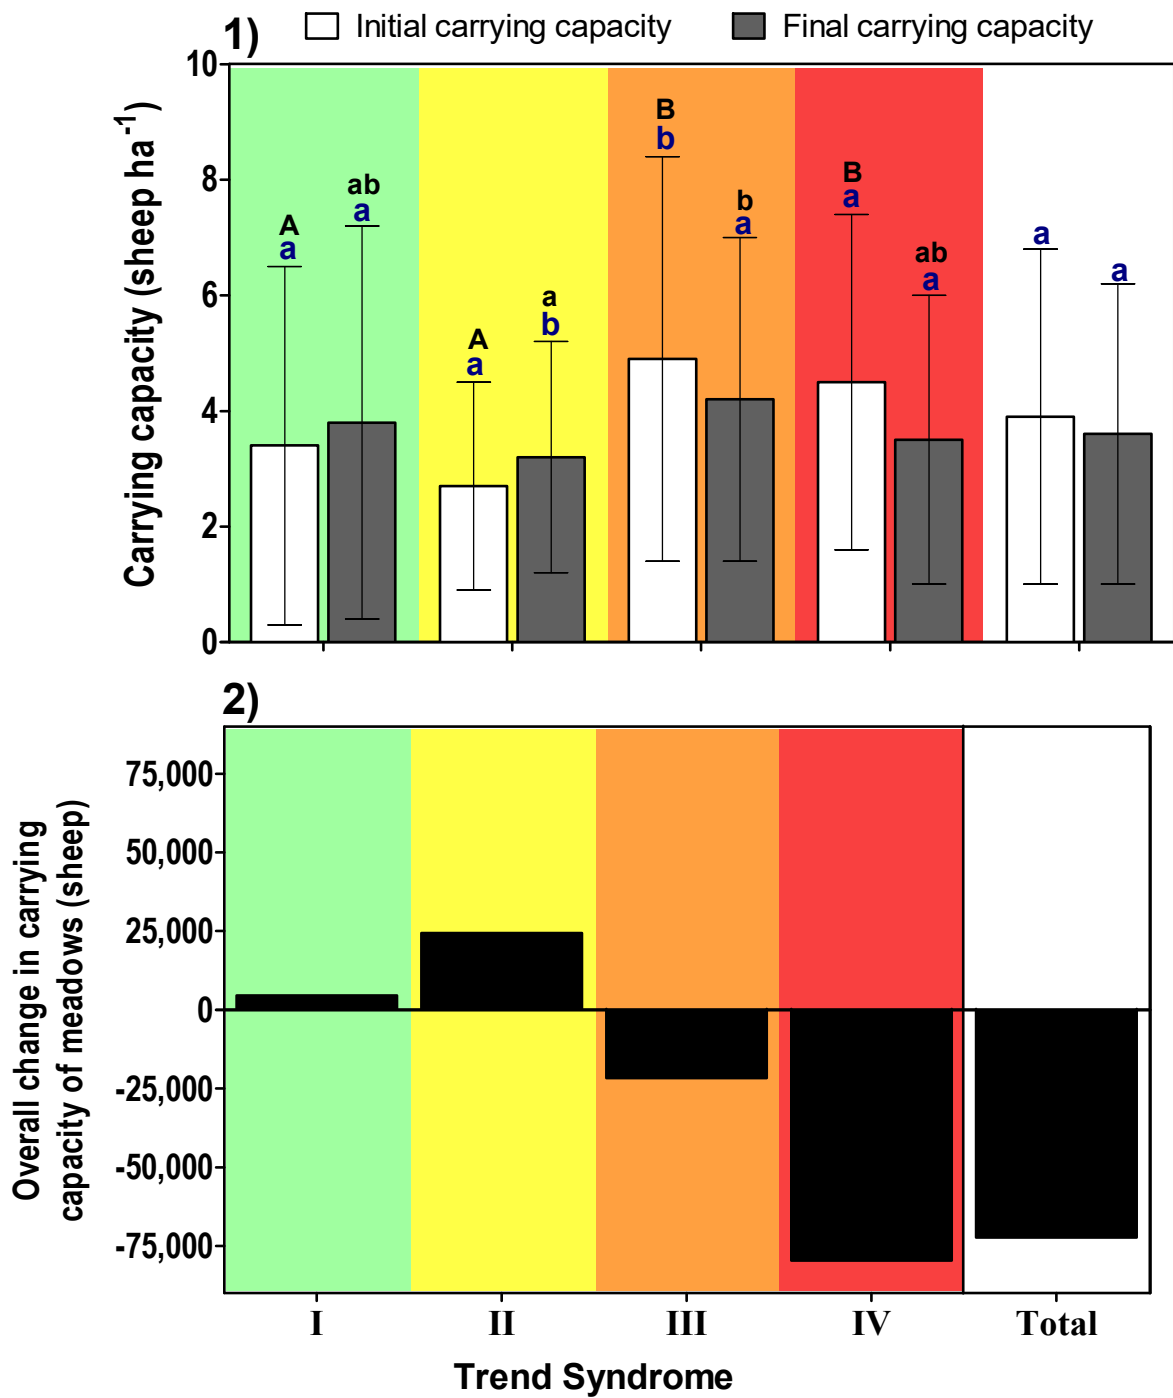 1)
Initial carrying capacity
Final carrying capacity
Carrying capacity (sheep ha⁻¹)
10
8
6
4
2
0
A
a
ab
a
A
a
a
b
B
b
b
a
B
a
ab
a
a
a
2)
Overall change in carrying
capacity of meadows (sheep)
75,000
50,000
25,000
0
-25,000
-50,000
-75,000
I
II
III
IV
Total
Trend Syndrome